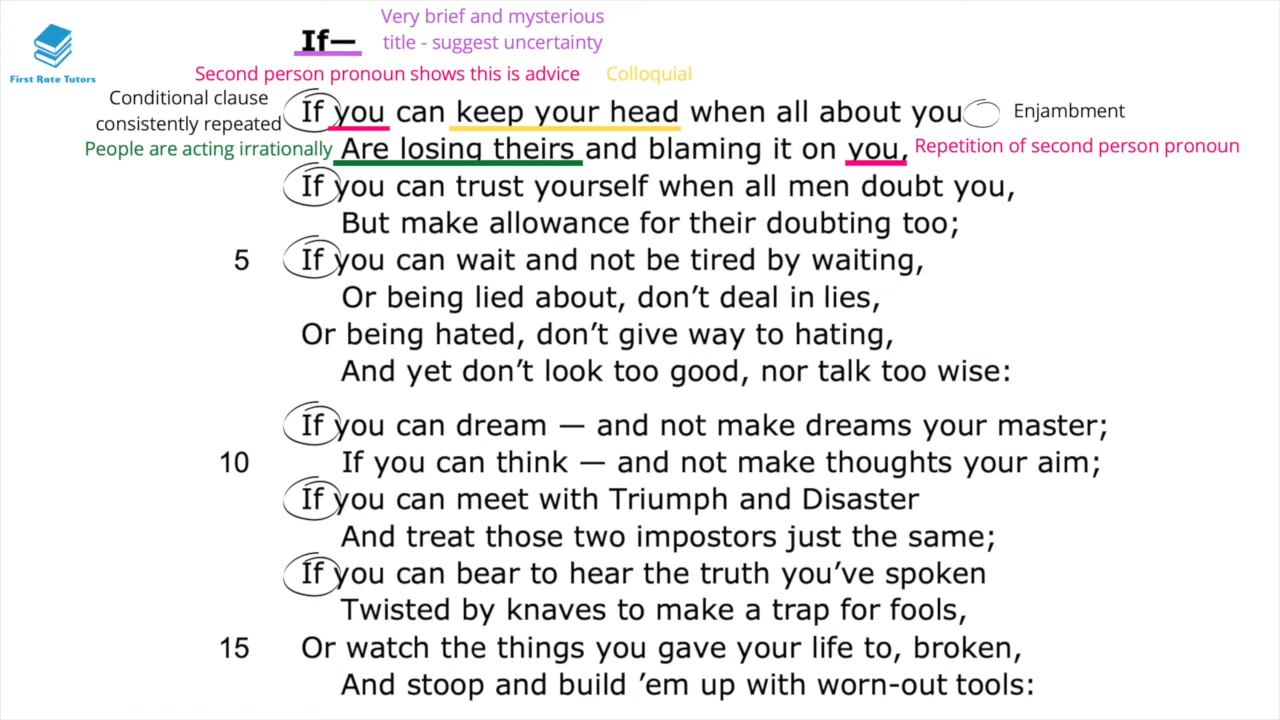 Very brief and mysterious
If—
title - suggest uncertainty
First Rate Tutors
Second person pronoun shows this is advice
Colloquial
Conditional clause
consistently repeated
If you can keep your head when all about you
Enjambment
People are acting irrationally
Are losing theirs and blaming it on you,
Repetition of second person pronoun
If you can trust yourself when all men doubt you,
But make allowance for their doubting too;
5 If you can wait and not be tired by waiting,
Or being lied about, don’t deal in lies,
Or being hated, don’t give way to hating,
And yet don’t look too good, nor talk too wise:
If you can dream — and not make dreams your master;
10 If you can think — and not make thoughts your aim;
If you can meet with Triumph and Disaster
And treat those two impostors just the same;
If you can bear to hear the truth you’ve spoken
Twisted by knaves to make a trap for fools,
15 Or watch the things you gave your life to, broken,
And stoop and build ’em up with worn-out tools: